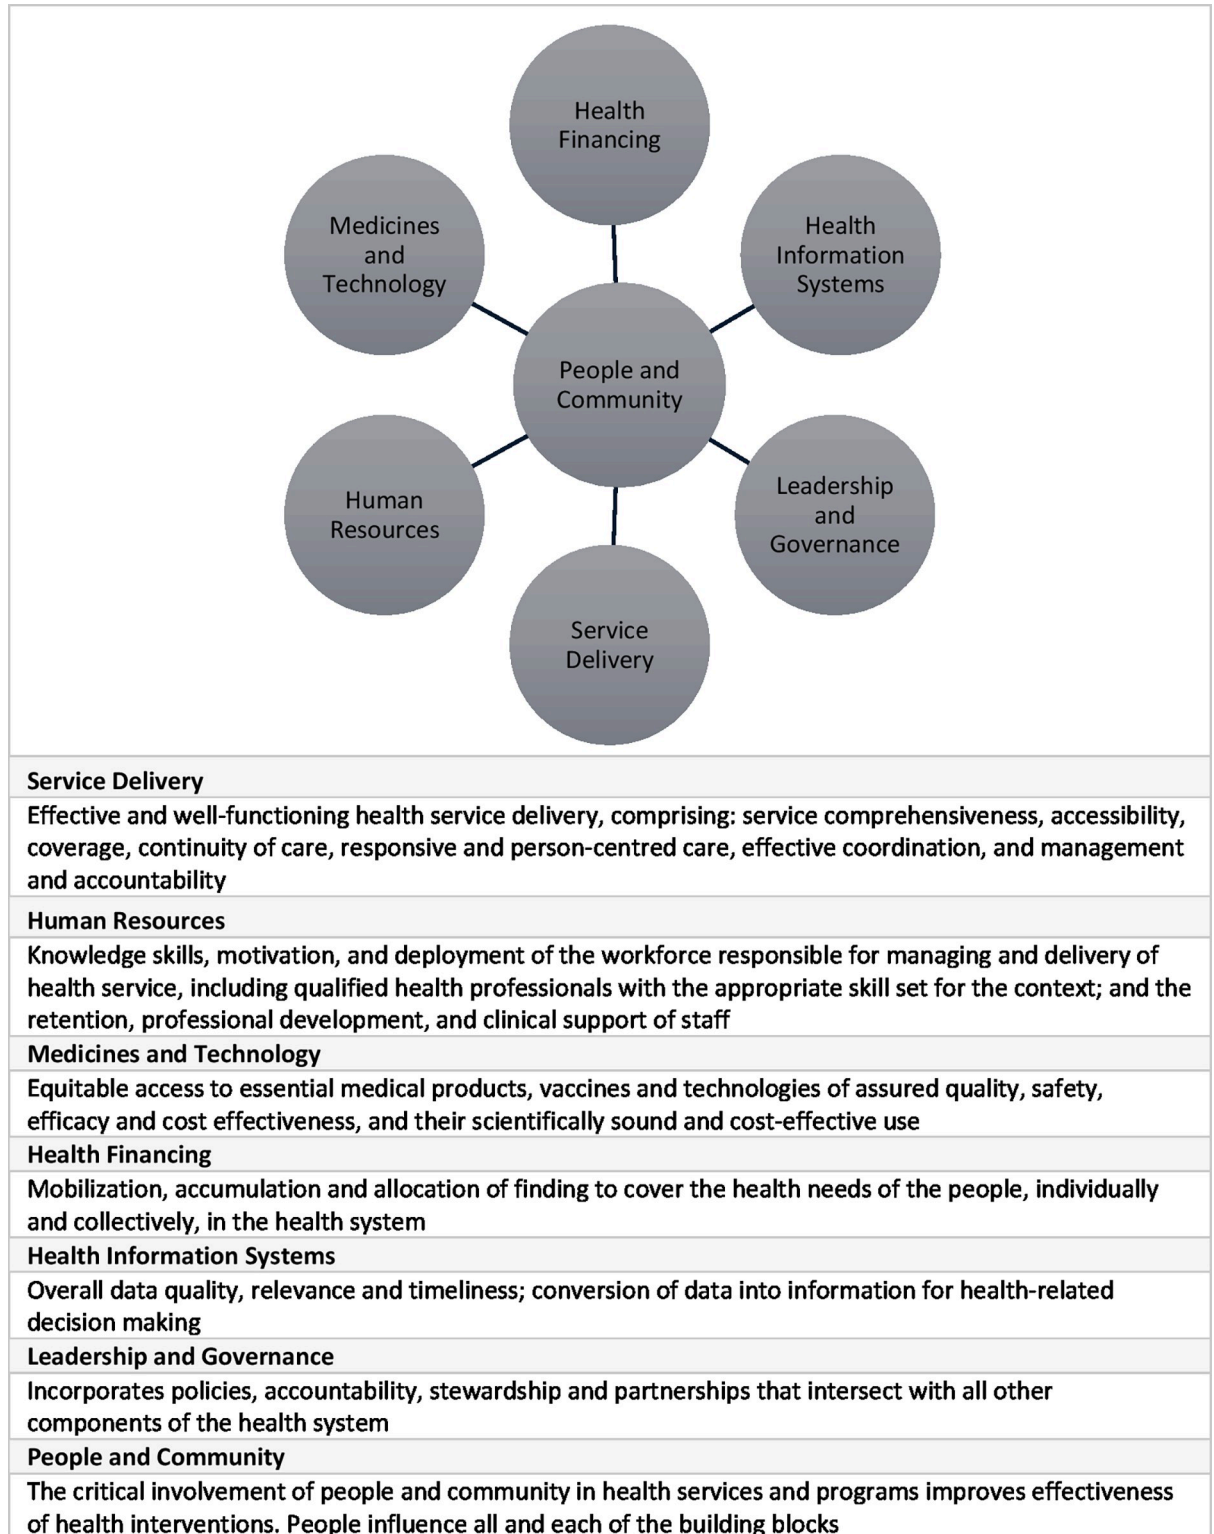 Health
Financing
Medicines
and
Technology
Health
Information
Systems
People and
Community
Human
Resources
Leadership
and
Governance
Service
Delivery
Service Delivery
Effective and well-functioning health service delivery, comprising: service comprehensiveness, accessibility,
coverage, continuity of care, responsive and person-centred care, effective coordination, and management
and accountability
Human Resources
Knowledge skills, motivation, and deployment of the workforce responsible for managing and delivery of
health service, including qualified health professionals with the appropriate skill set for the context; and the
retention, professional development, and clinical support of staff
Medicines and Technology
Equitable access to essential medical products, vaccines and technologies of assured quality, safety,
efficacy and cost effectiveness, and their scientifically sound and cost-effective use
Health Financing
Mobilization, accumulation and allocation of finding to cover the health needs of the people, individually
and collectively, in the health system
Health Information Systems
Overall data quality, relevance and timeliness; conversion of data into information for health-related
decision making
Leadership and Governance
Incorporates policies, accountability, stewardship and partnerships that intersect with all other
components of the health system
People and Community
The critical involvement of people and community in health services and programs improves effectiveness
of health interventions. People influence all and each of the building blocks